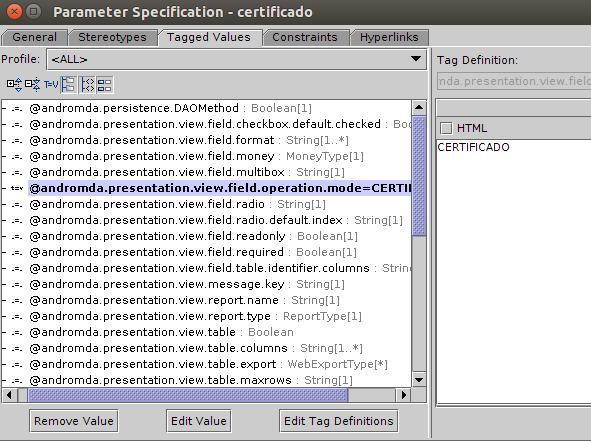 Parameter Specification - certificado
General Stereotypes Tagged Values Constraints Hyperlinks
Profile: <ALL>
Tag Definition:
nda.presentation.view.field
T=V
HTML
CERTIFICADO
@andromda.persistence.DAOMethod : Boolean[1]
@andromda.presentation.view.field.checkbox.default.checked : Boo
@andromda.presentation.view.field.format : String[1..*]
@andromda.presentation.view.field.money : MoneyType[1]
@andromda.presentation.view.field.multibox : String[1]
t=v @andromda.presentation.view.field.operation.mode=CERTIF
@andromda.presentation.view.field.radio : String[1]
@andromda.presentation.view.field.radio.default.index : String[1]
@andromda.presentation.view.field.readonly : Boolean[1]
@andromda.presentation.view.field.required : Boolean[1]
@andromda.presentation.view.field.table.identifier.columns : String
@andromda.presentation.view.message.key : String[1]
@andromda.presentation.view.report.name : String[1]
@andromda.presentation.view.report.type : ReportType[1]
@andromda.presentation.view.table : Boolean
@andromda.presentation.view.table.columns : String[1..*]
@andromda.presentation.view.table.export : WebExportType[*]
@andromda.presentation.view.table.maxrows : String[1]
Remove Value Edit Value Edit Tag Definitions